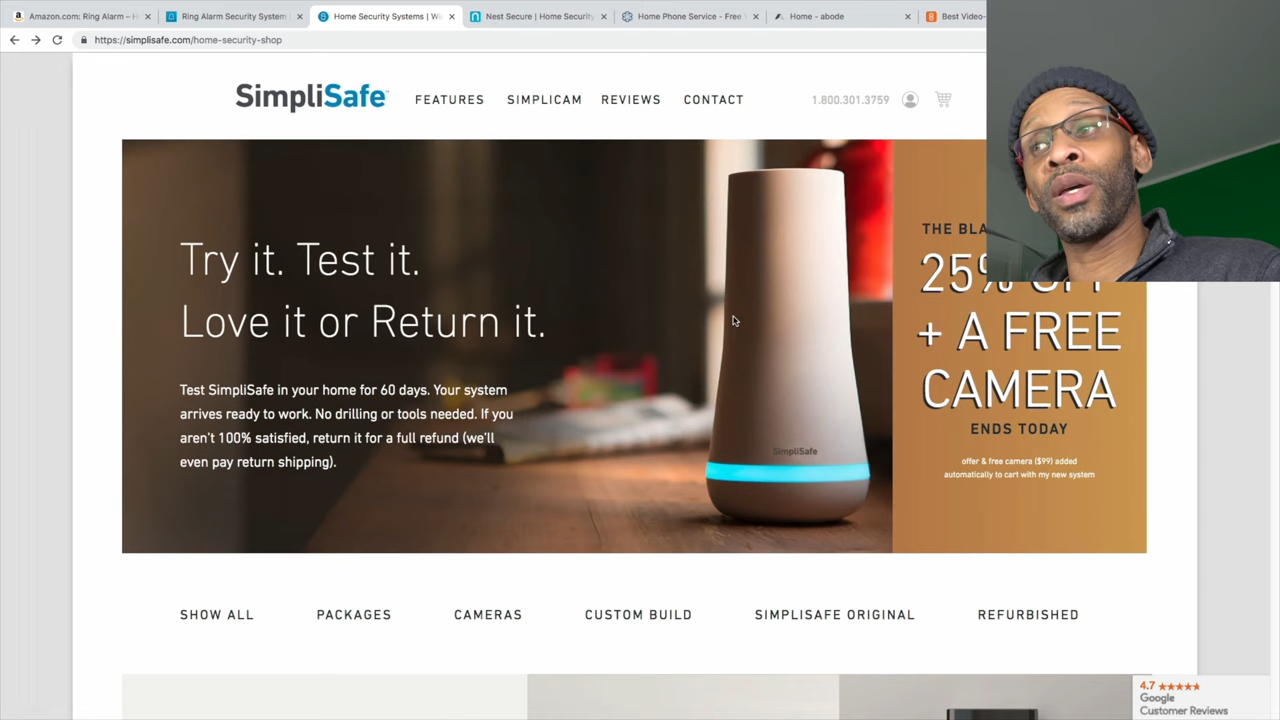 Amazon.com: Ring Alarm – H
Ring Alarm Security System
Home Security Systems | Wi
Nest Secure | Home Security
Home Phone Service - Free
Home - abode
Best Video-
https://simplisafe.com/home-security-shop
SimpliSafe
FEATURES
SIMPLICAM
REVIEWS
CONTACT
1.800.301.3759
Try it. Test it.
Love it or Return it.
Test SimpliSafe in your home for 60 days. Your system
arrives ready to work. No drilling or tools needed. If you
aren't 100% satisfied, return it for a full refund (we'll
even pay return shipping).
SimpliSafe
THE BLA
25% OFF
+ A FREE
CAMERA
ENDS TODAY
offer & free camera ($99) added
automatically to cart with my new system
SHOW ALL
PACKAGES
CAMERAS
CUSTOM BUILD
SIMPLISAFE ORIGINAL
REFURBISHED
4.7
Google
Customer Reviews